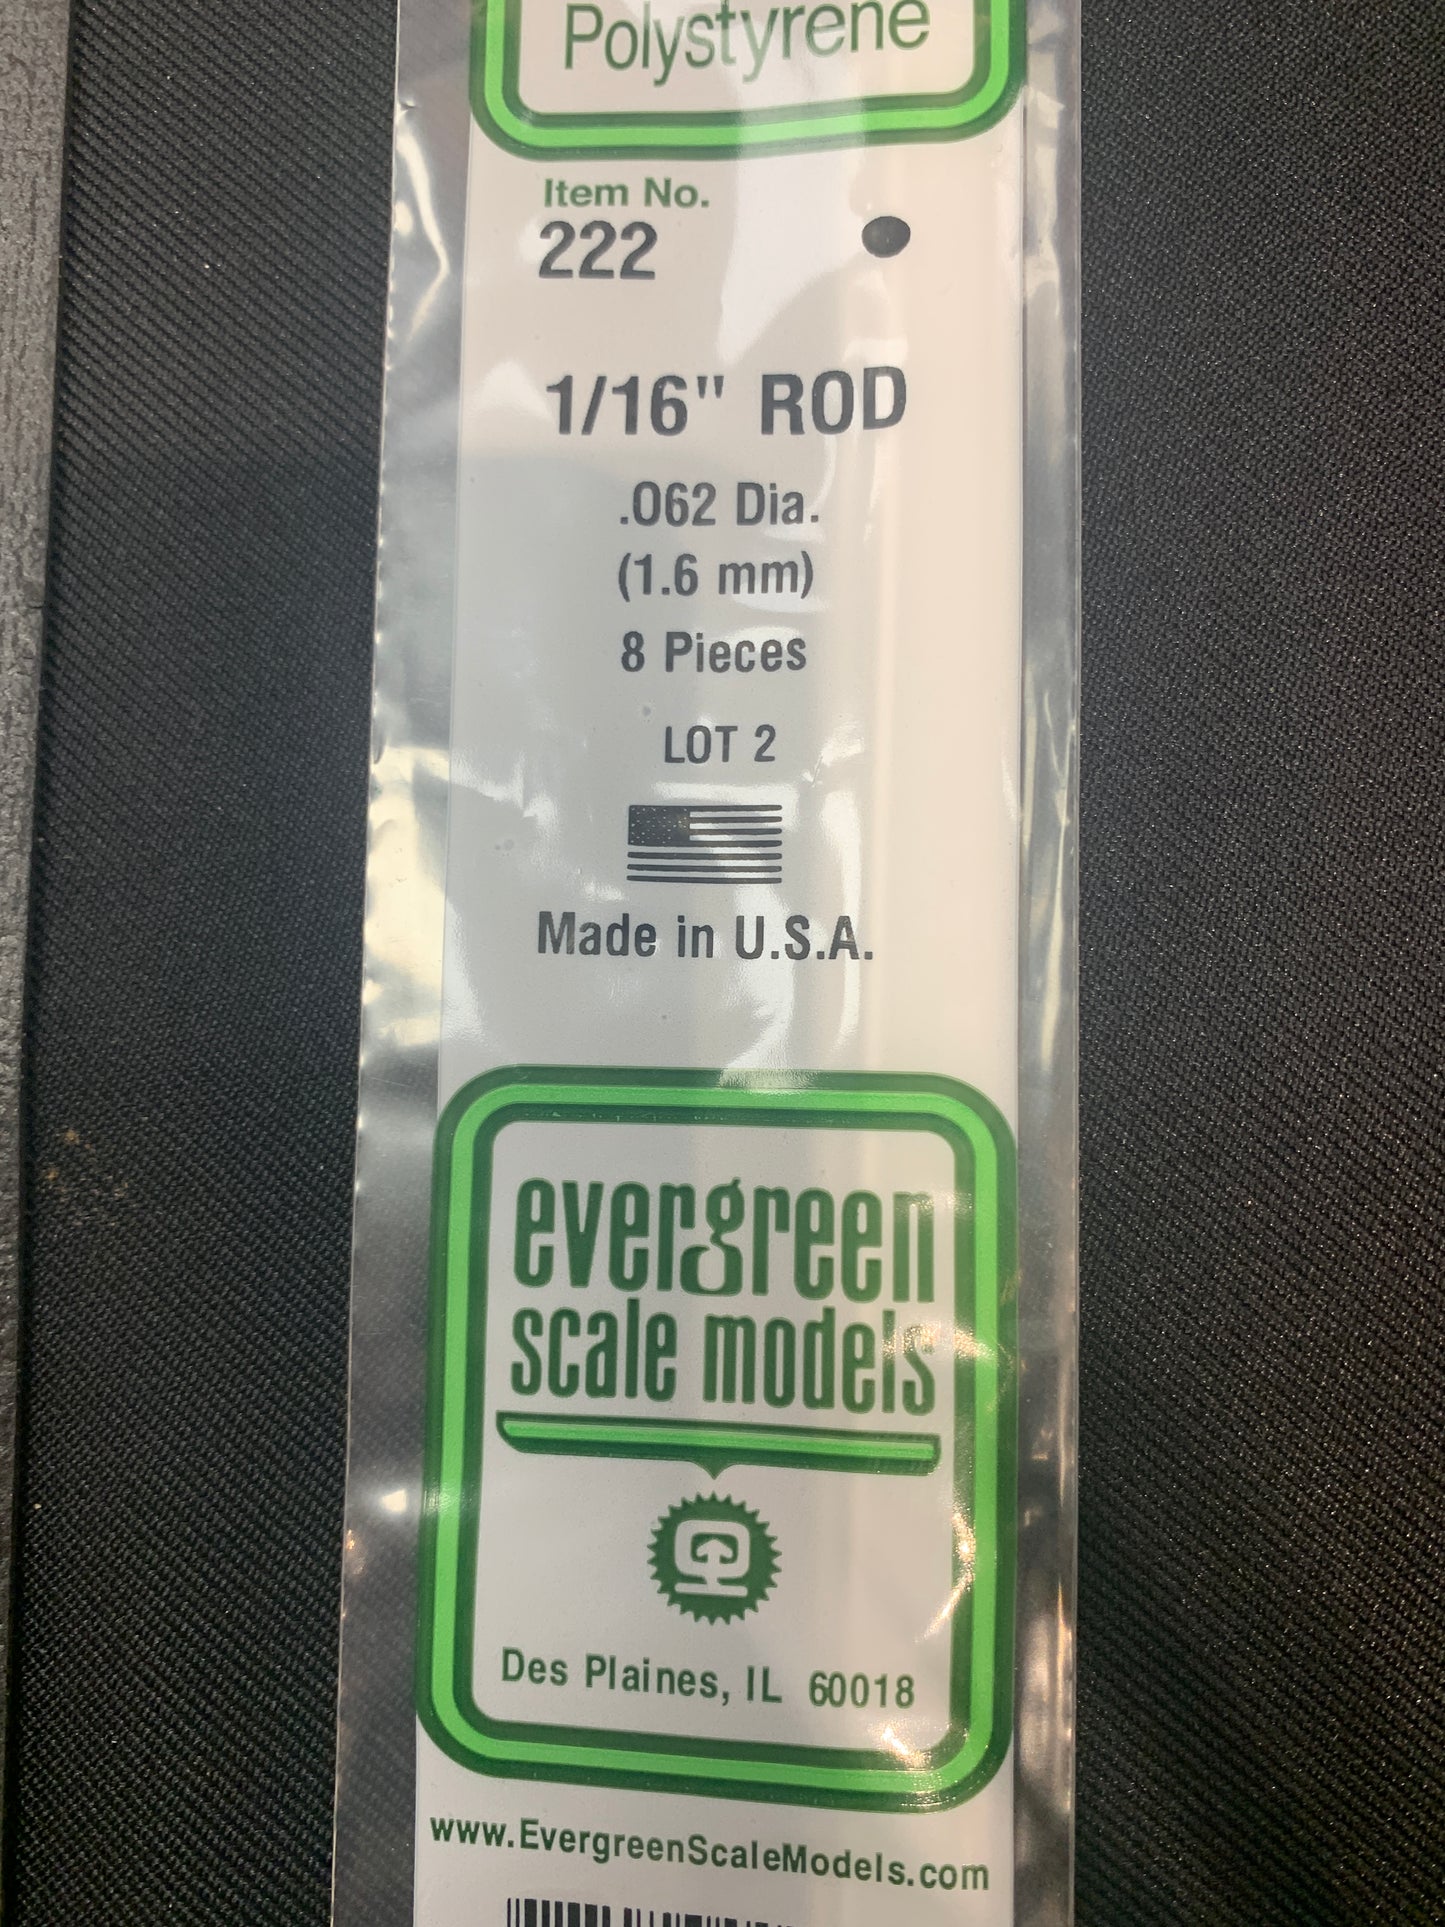 Polystyrene
Item No.
222
1/16" ROD
.062 Dia.
(1.6 mm)
8 Pieces
LOT 2
Made in U.S.A.
evergreen
scale models
Des Plaines, IL 60018
www.EvergreenScaleModels.com